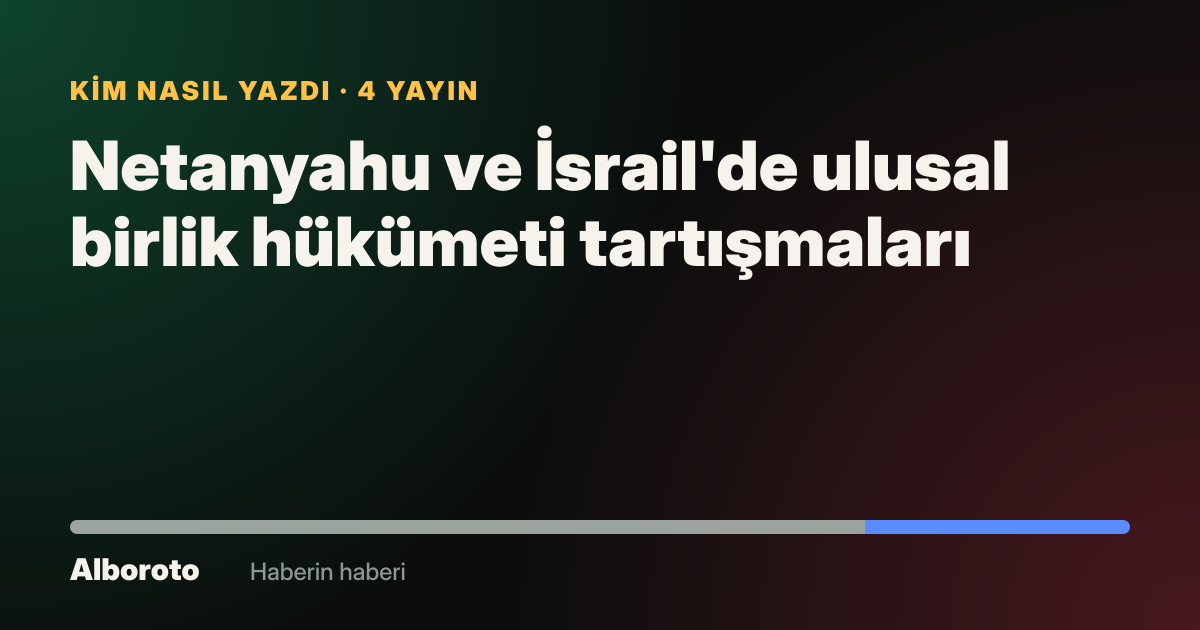 KİM NASIL YAZDI · 4 YAYIN
Netanyahu ve İsrail'de ulusal
birlik hükümeti tartışmaları
Alboroto
Haberin haberi